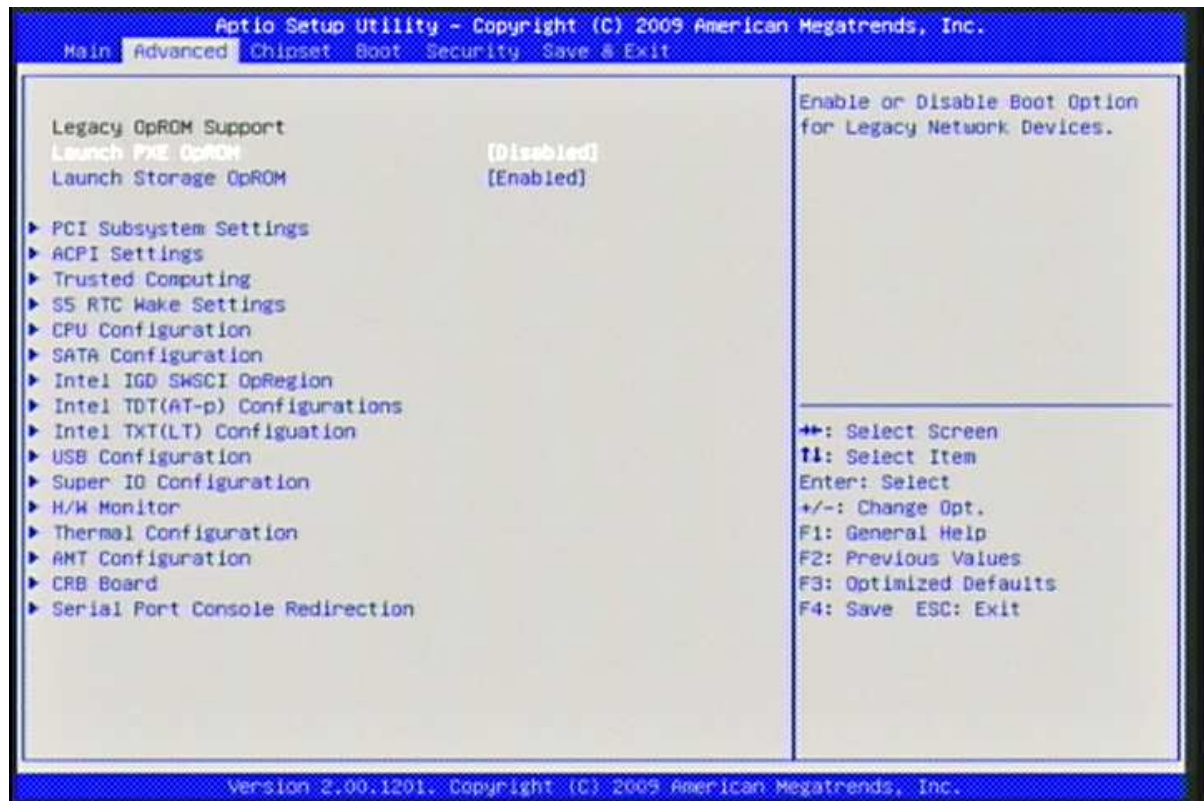 Aptio Setup Utility – Copyright (C) 2009 American Megatrends, Inc.
Main Advanced Chipset Boot Security Save & Exit
Legacy OpROM Support
Launch PXE OpROM [Disabled]
Launch Storage OpROM [Enabled]
PCI Subsystem Settings
ACPI Settings
Trusted Computing
S5 RTC Wake Settings
CPU Configuration
SATA Configuration
Intel IGD SWSCI OpRegion
Intel TDT(AT-p) Configurations
Intel TXT(LT) Configuation
USB Configuration
Super IO Configuration
H/W Monitor
Thermal Configuration
AMT Configuration
CRB Board
Serial Port Console Redirection
Enable or Disable Boot Option
for Legacy Network Devices.
→←: Select Screen
↑↓: Select Item
Enter: Select
+/-: Change Opt.
F1: General Help
F2: Previous Values
F3: Optimized Defaults
F4: Save ESC: Exit
Version 2.00.1201. Copyright (C) 2009 American Megatrends, Inc.